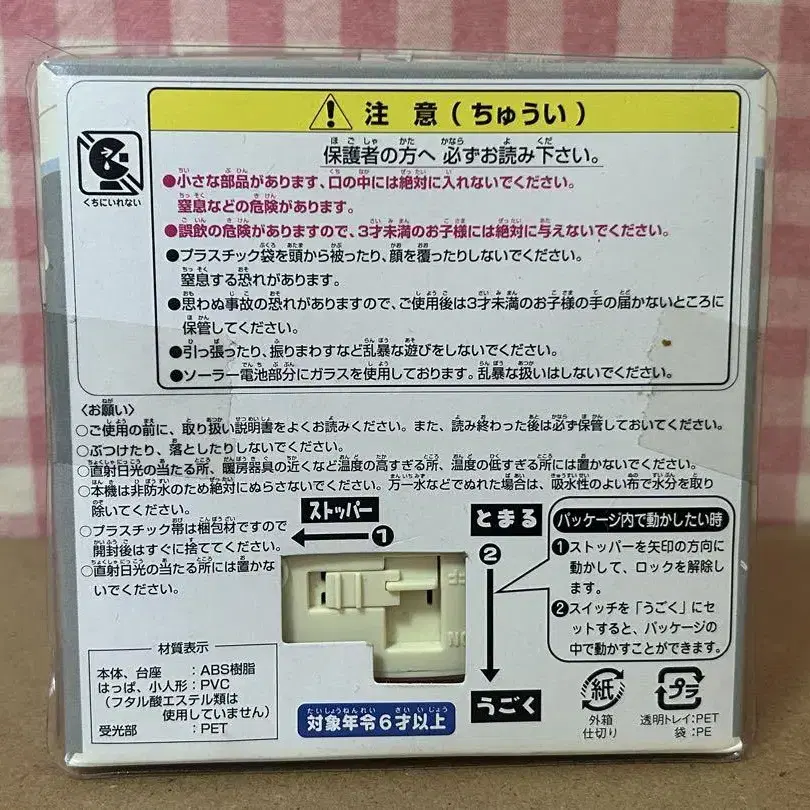 注意(ちゅうい)
保護者の方へ 必ずお読み下さい。
くちにいれない
●小さな部品があります、口の中には絶対に入れないでください。
窒息などの危険があります。
●誤飲の危険がありますので、3才未満のお子様には絶対に与えないでください。
●プラスチック袋を頭から被ったり、顔を覆ったりしないでください。
窒息する恐れがあります。
●思わぬ事故の恐れがありますので、ご使用後は3才未満のお子様の手の届かないところに
保管してください。
●引っ張ったり、振りまわすなど乱暴な遊びをしないでください。
●ソーラー電池部分にガラスを使用しております。乱暴な扱いはしないでください。
〈お願い〉
○ご使用の前に、取り扱い説明書をよくお読みください。また、読み終わった後は必ず保管しておいてください。
○ぶつけたり、落としたりしないでください。
○直射日光の当たる所、暖房器具の近くなど温度の高すぎる所、温度の低すぎる所には置かないでください。
○本機は非防水のため絶対にぬらさないでください。万一水などでぬれた場合は、吸水性のよい布で水分を取り
除いてください。
○プラスチック帯は梱包材ですので
開封後はすぐに捨ててください。
○直射日光の当たる所には置かな
いでください。
ストッパー
①
とまる
②
うごく
パッケージ内で動かしたい時
①ストッパーを矢印の方向に
動かして、ロックを解除し
ます。
②スイッチを「うごく」にセ
ットすると、パッケージの
中で動かすことができます。
材質表示
本体、台座：ABS樹脂
はっぱ、小人形：PVC
(フタル酸エステル類は
使用していません)
受光部：PET
対象年令6才以上
紙
外箱
仕切り
プラ
透明トレイ:PET
袋:PE